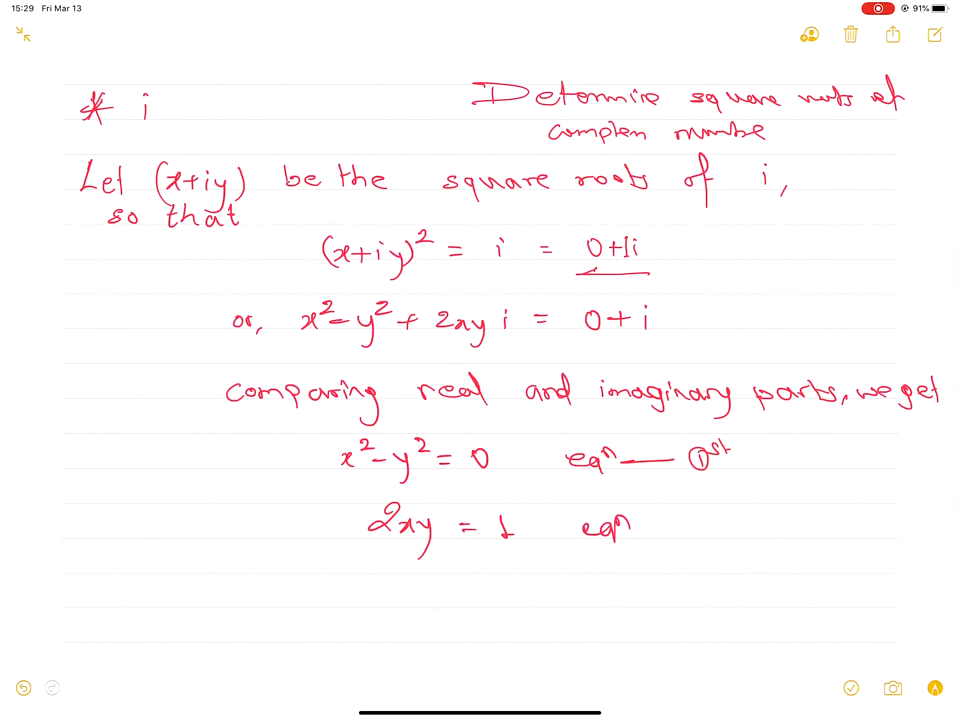 15:29 Fri Mar 13
91%
* i
Determine square roots of
complex number
Let (x+iy) be the square roots of i,
so that
(x+iy)² = i = 0+1i
or, x²-y²+2xyi = 0+i
comparing real and imaginary parts, we get
x²-y² = 0 eqⁿ — ①st
2xy = 1 eqⁿ